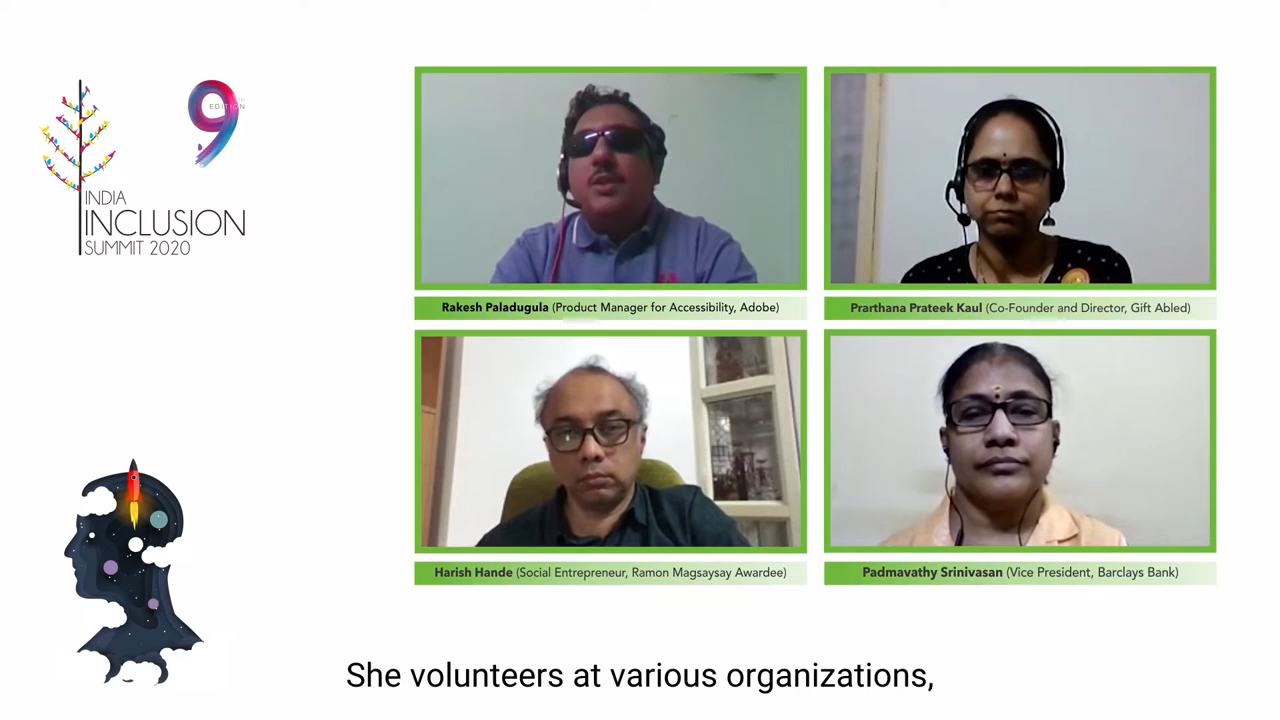 9
TH
EDITION
INDIA
INCLUSION
SUMMIT 2020
Rakesh Paladugula (Product Manager for Accessibility, Adobe)
Prarthana Prateek Kaul (Co-Founder and Director, Gift Abled)
Harish Hande (Social Entrepreneur, Ramon Magsaysay Awardee)
Padmavathy Srinivasan (Vice President, Barclays Bank)
She volunteers at various organizations,